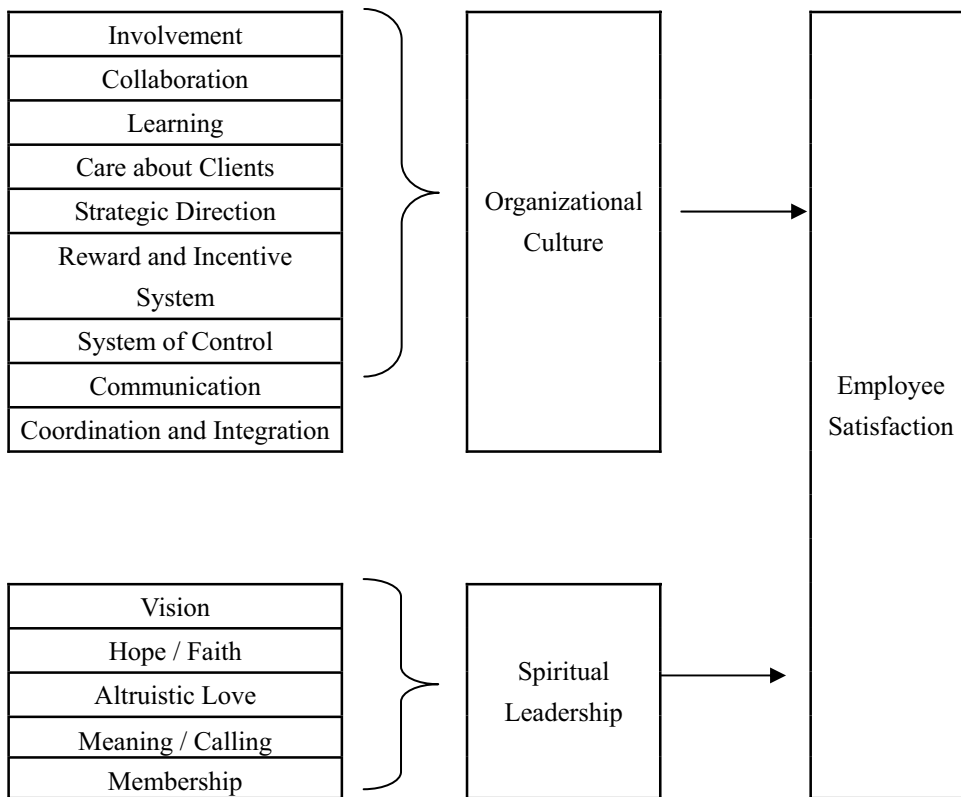 Involvement
Collaboration
Learning
Care about Clients
Strategic Direction
Reward and Incentive
System
System of Control
Communication
Coordination and Integration
Organizational
Culture
Employee
Satisfaction
Vision
Hope / Faith
Altruistic Love
Meaning / Calling
Membership
Spiritual
Leadership